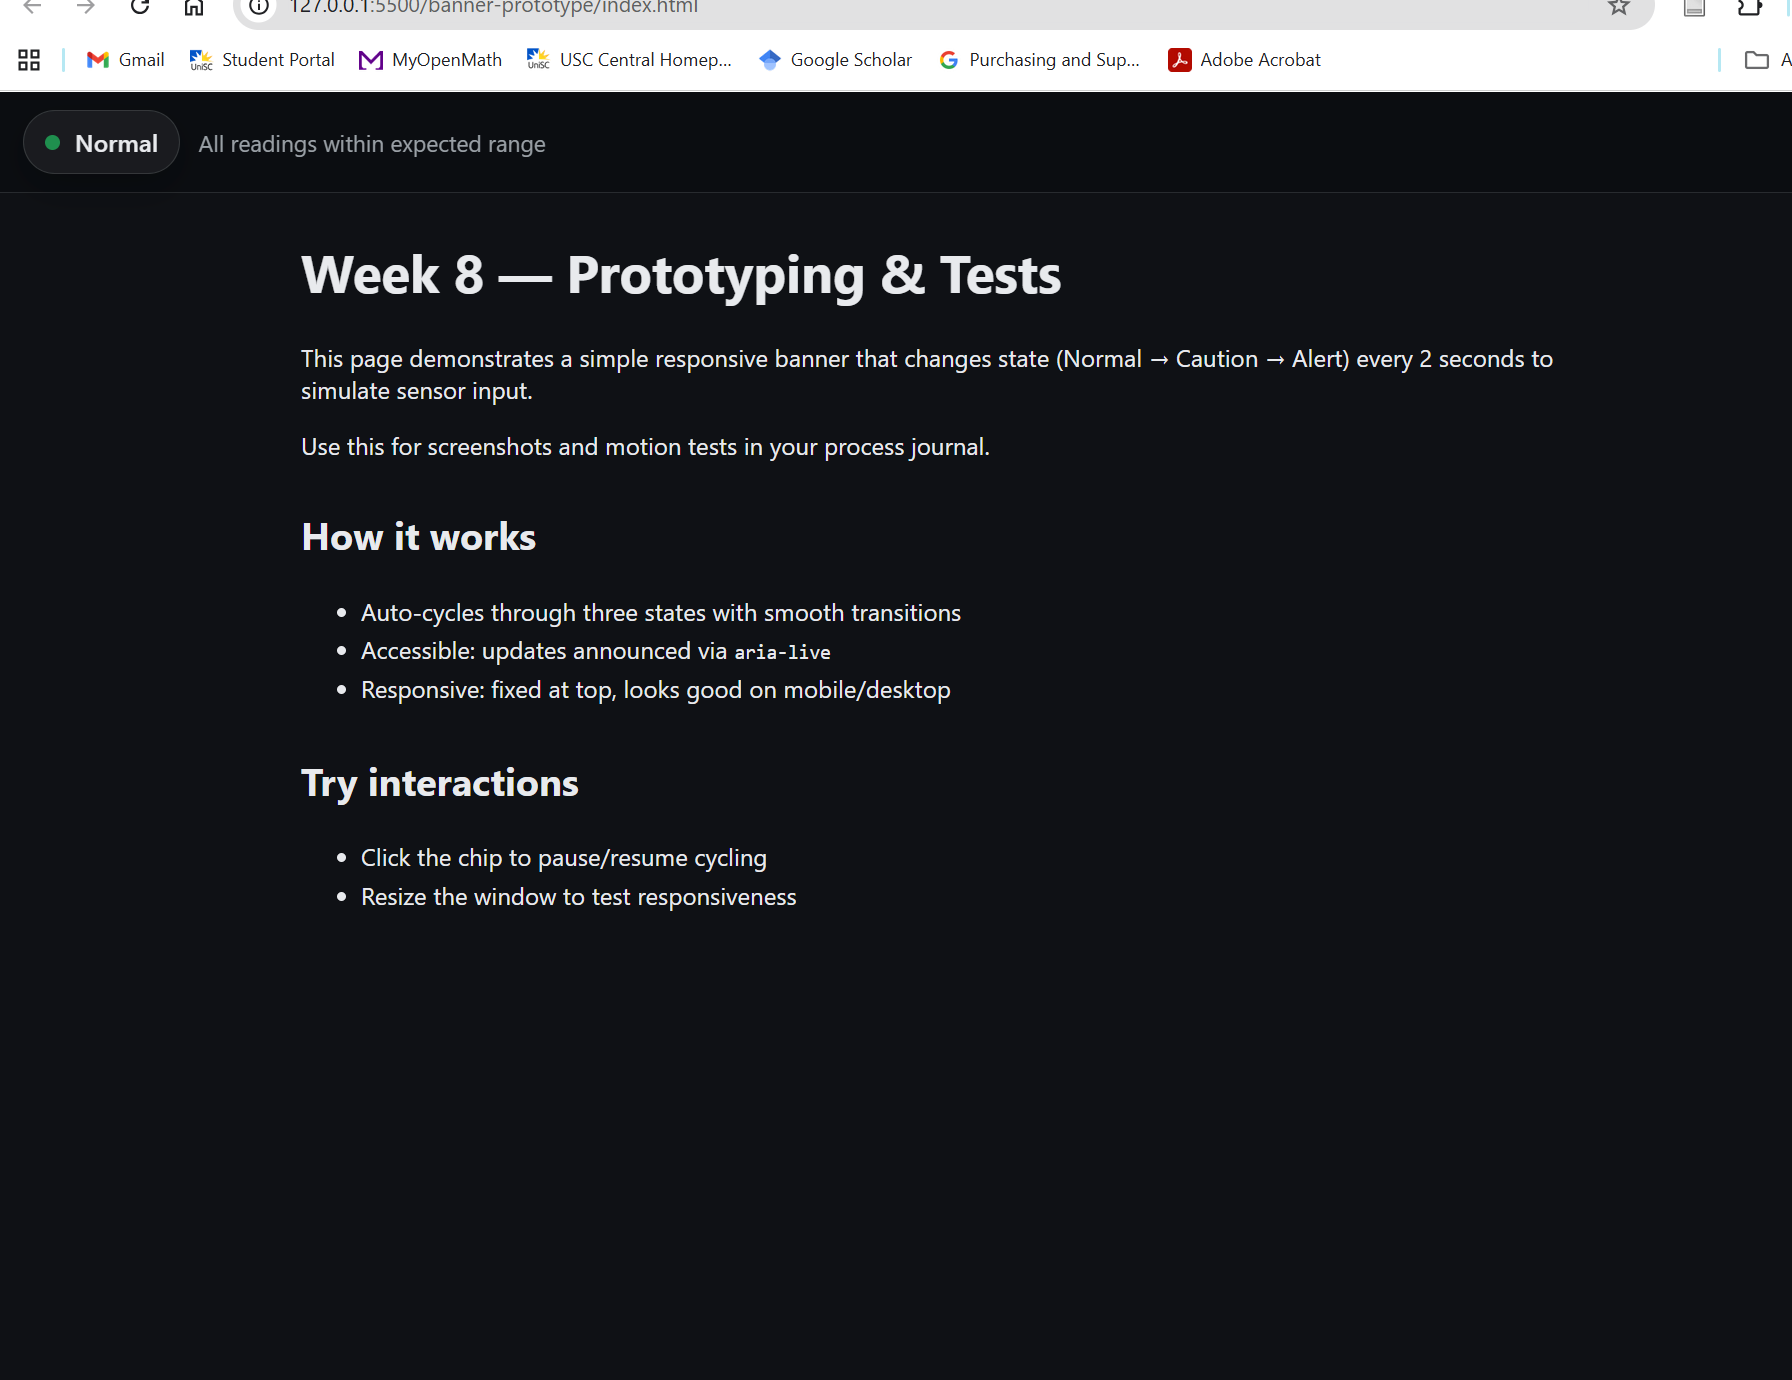 127.0.0.1:5500/banner-prototype/index.html
Gmail
UniSC
Student Portal
MyOpenMath
UniSC
USC Central Homep...
Google Scholar
Purchasing and Sup...
Adobe Acrobat
A
Normal
All readings within expected range
Week 8 — Prototyping & Tests
This page demonstrates a simple responsive banner that changes state (Normal → Caution → Alert) every 2 seconds to
simulate sensor input.
Use this for screenshots and motion tests in your process journal.
How it works
• Auto-cycles through three states with smooth transitions
• Accessible: updates announced via aria-live
• Responsive: fixed at top, looks good on mobile/desktop
Try interactions
• Click the chip to pause/resume cycling
• Resize the window to test responsiveness